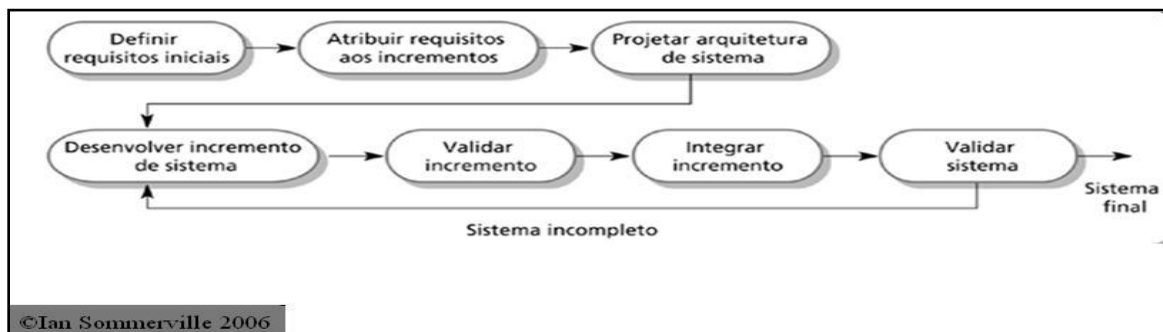 Definir
requisitos iniciais
Atribuir requisitos
aos incrementos
Projetar arquitetura
de sistema
Desenvolver incremento
de sistema
Validar
incremento
Integrar
incremento
Validar
sistema
Sistema
final
Sistema incompleto
©Ian Sommerville 2006